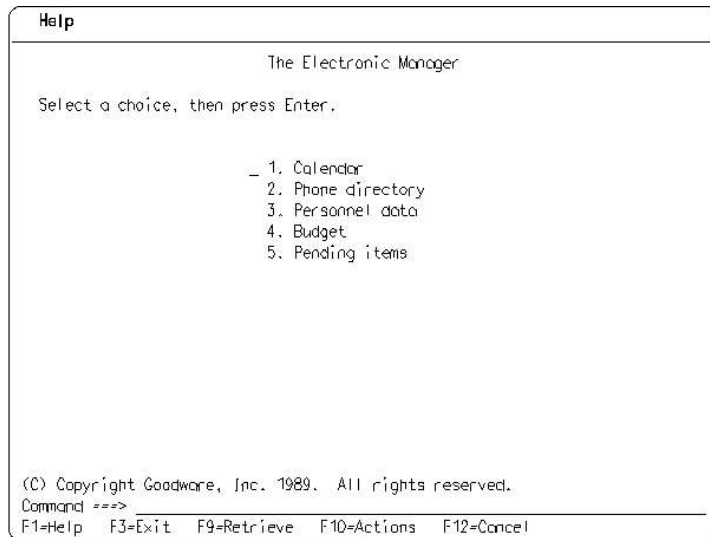 Help
The Electronic Manager
Select a choice, then press Enter.
_ 1. Calendar
2. Phone directory
3. Personnel data
4. Budget
5. Pending items
(C) Copyright Goodware, Inc. 1989. All rights reserved.
Command ===>
F1=Help F3=Exit F9=Retrieve F10=Actions F12=Cancel